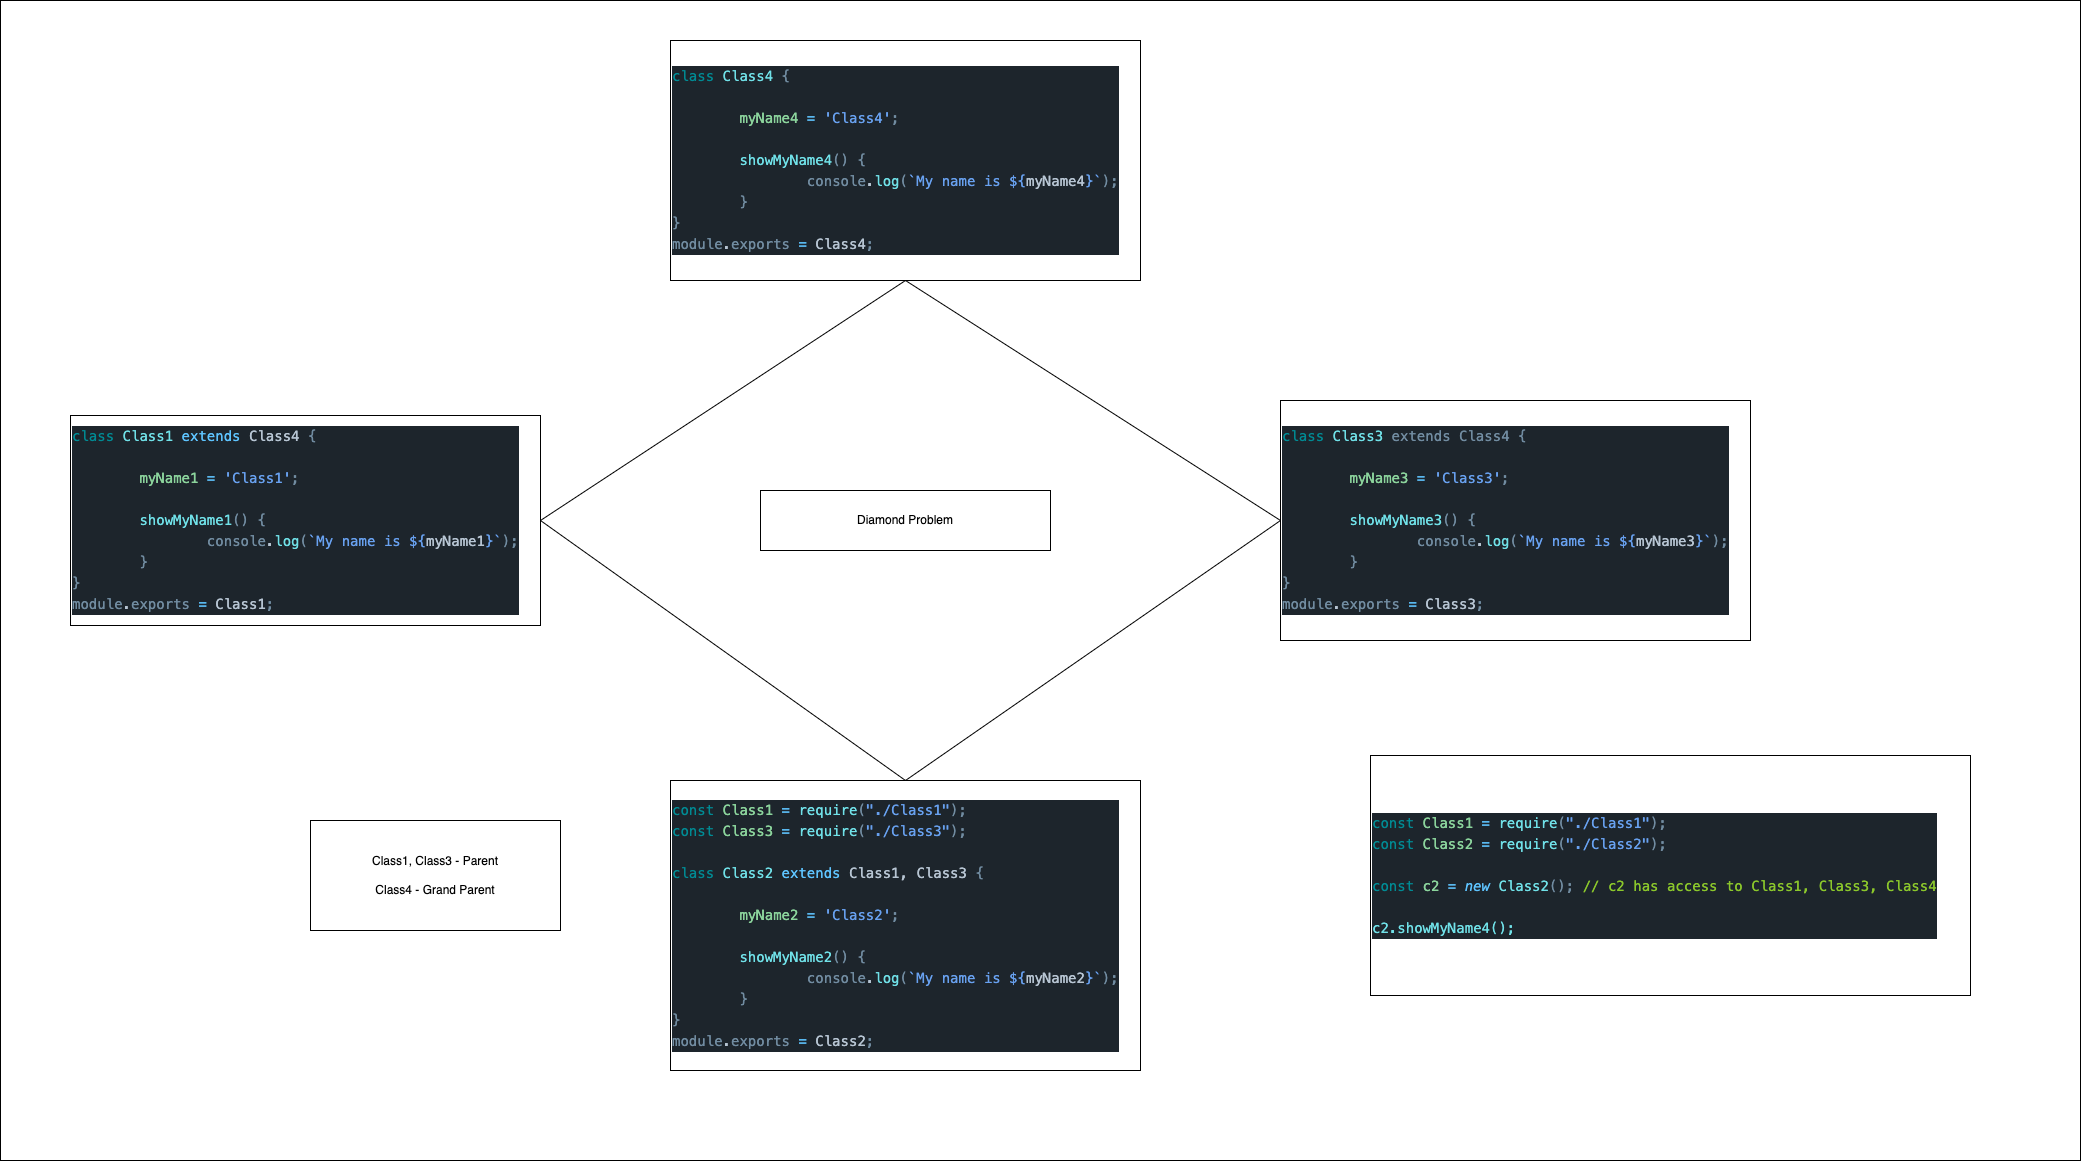 class Class4 {
myName4 = 'Class4';
showMyName4() {
console.log(`My name is ${myName4}`);
}
}
module.exports = Class4;
class Class1 extends Class4 {
myName1 = 'Class1';
showMyName1() {
console.log(`My name is ${myName1}`);
}
}
module.exports = Class1;
Diamond Problem
class Class3 extends Class4 {
myName3 = 'Class3';
showMyName3() {
console.log(`My name is ${myName3}`);
}
}
module.exports = Class3;
Class1, Class3 - Parent
Class4 - Grand Parent
const Class1 = require("./Class1");
const Class3 = require("./Class3");
class Class2 extends Class1, Class3 {
myName2 = 'Class2';
showMyName2() {
console.log(`My name is ${myName2}`);
}
}
module.exports = Class2;
const Class1 = require("./Class1");
const Class2 = require("./Class2");
const c2 = new Class2(); // c2 has access to Class1, Class3, Class4
c2.showMyName4();